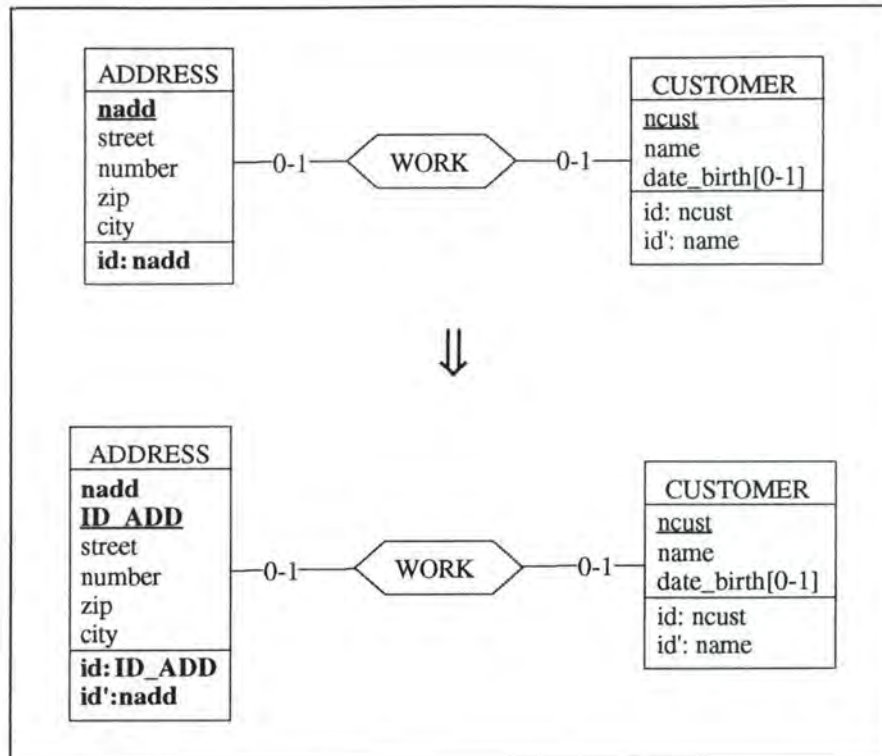 ADDRESS
nadd
street
number
zip
city
id: nadd
0-1
WORK
0-1
CUSTOMER
ncust
name
date_birth[0-1]
id: ncust
id': name
⇓
ADDRESS
nadd
ID_ADD
street
number
zip
city
id: ID_ADD
id':nadd
0-1
WORK
0-1
CUSTOMER
ncust
name
date_birth[0-1]
id: ncust
id': name